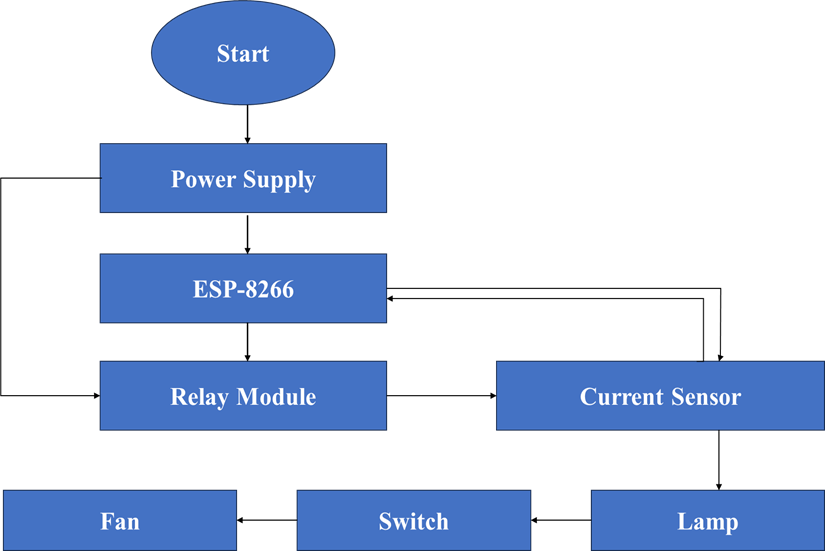 Start
Power Supply
ESP-8266
Relay Module
Current Sensor
Fan
Switch
Lamp